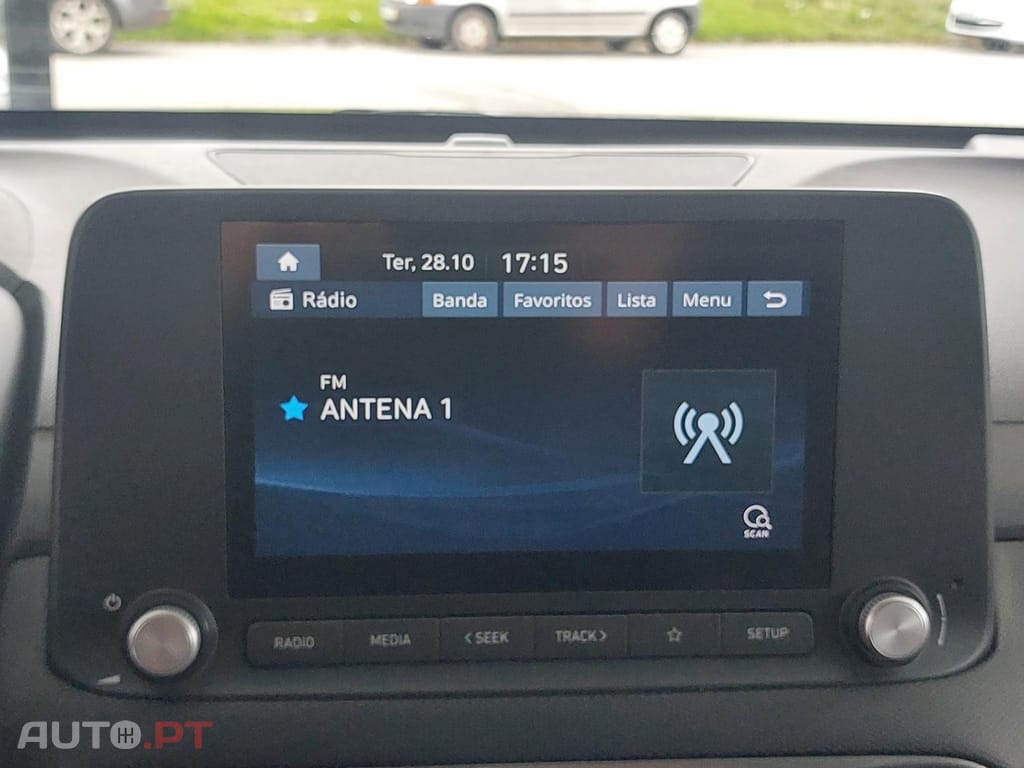 Ter, 28.10 17:15
Rádio Banda Favoritos Lista Menu
FM
ANTENA 1
SCAN
RADIO MEDIA <SEEK TRACK> SETUP
AUTO.PT